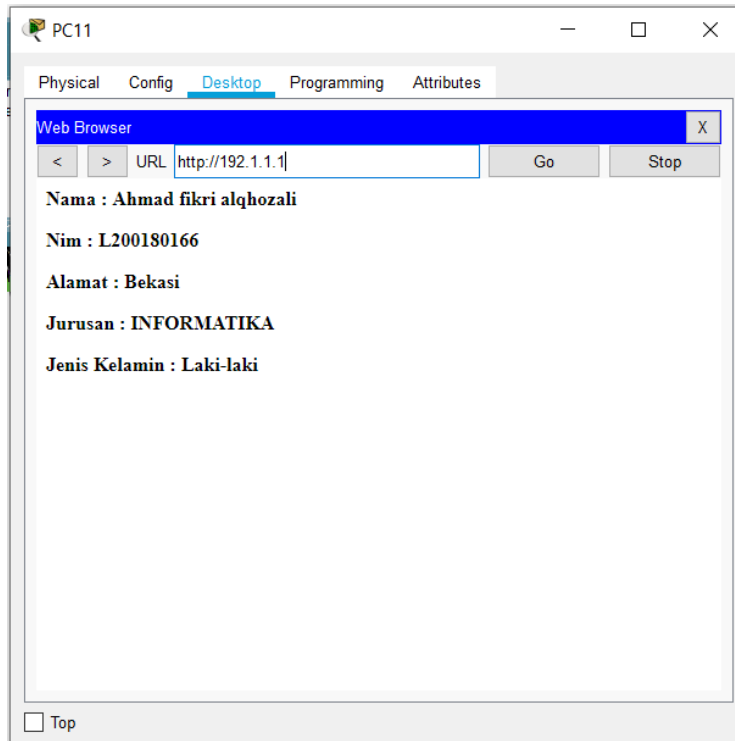 PC11
Physical Config Desktop Programming Attributes
Web Browser X
< > URL http://192.1.1.1 Go Stop
Nama : Ahmad fikri alqhozali
Nim : L200180166
Alamat : Bekasi
Jurusan : INFORMATIKA
Jenis Kelamin : Laki-laki
Top